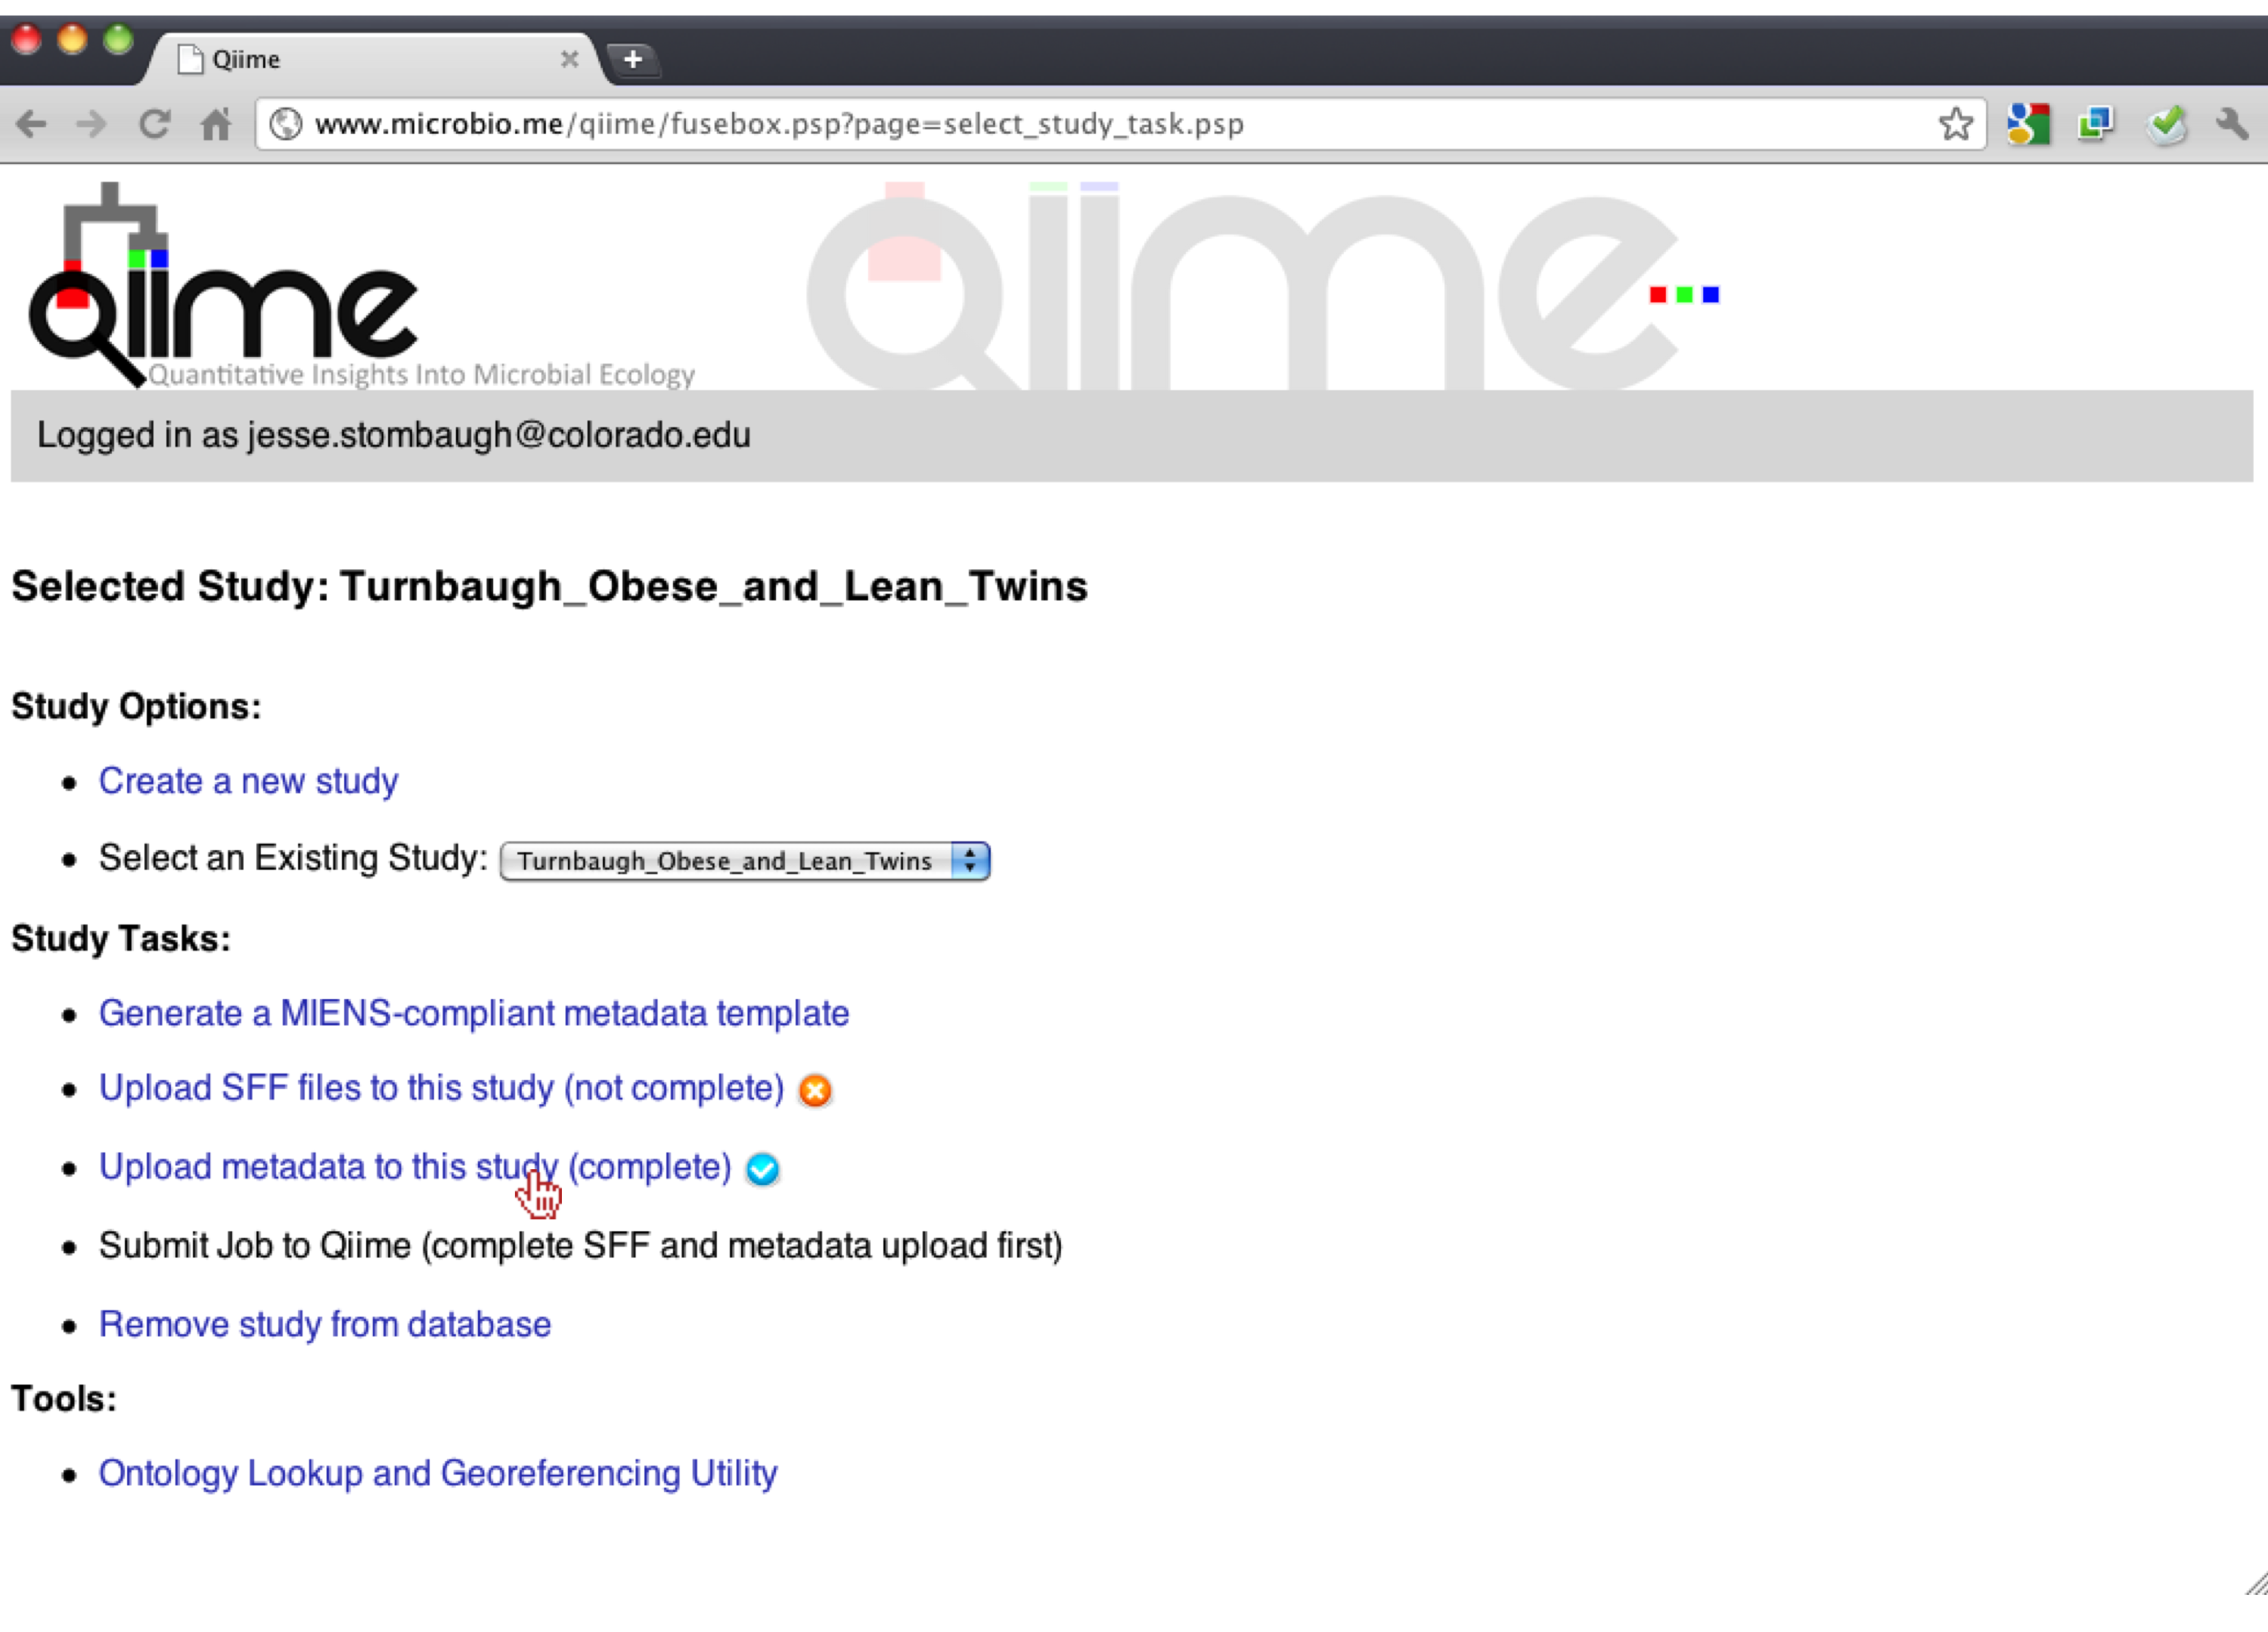 Qiime
www.microbio.me/qiime/fusebox.psp?page=select_study_task.psp
Qiime
Qiime
Quantitative Insights Into Microbial Ecology
Logged in as jesse.stombaugh@colorado.edu
Selected Study: Turnbaugh_Obese_and_Lean_Twins
Study Options:
Create a new study
Select an Existing Study: Turnbaugh_Obese_and_Lean_Twins
Study Tasks:
Generate a MIENS-compliant metadata template
Upload SFF files to this study (not complete)
Upload metadata to this study (complete)
Submit Job to Qiime (complete SFF and metadata upload first)
Remove study from database
Tools:
Ontology Lookup and Georeferencing Utility